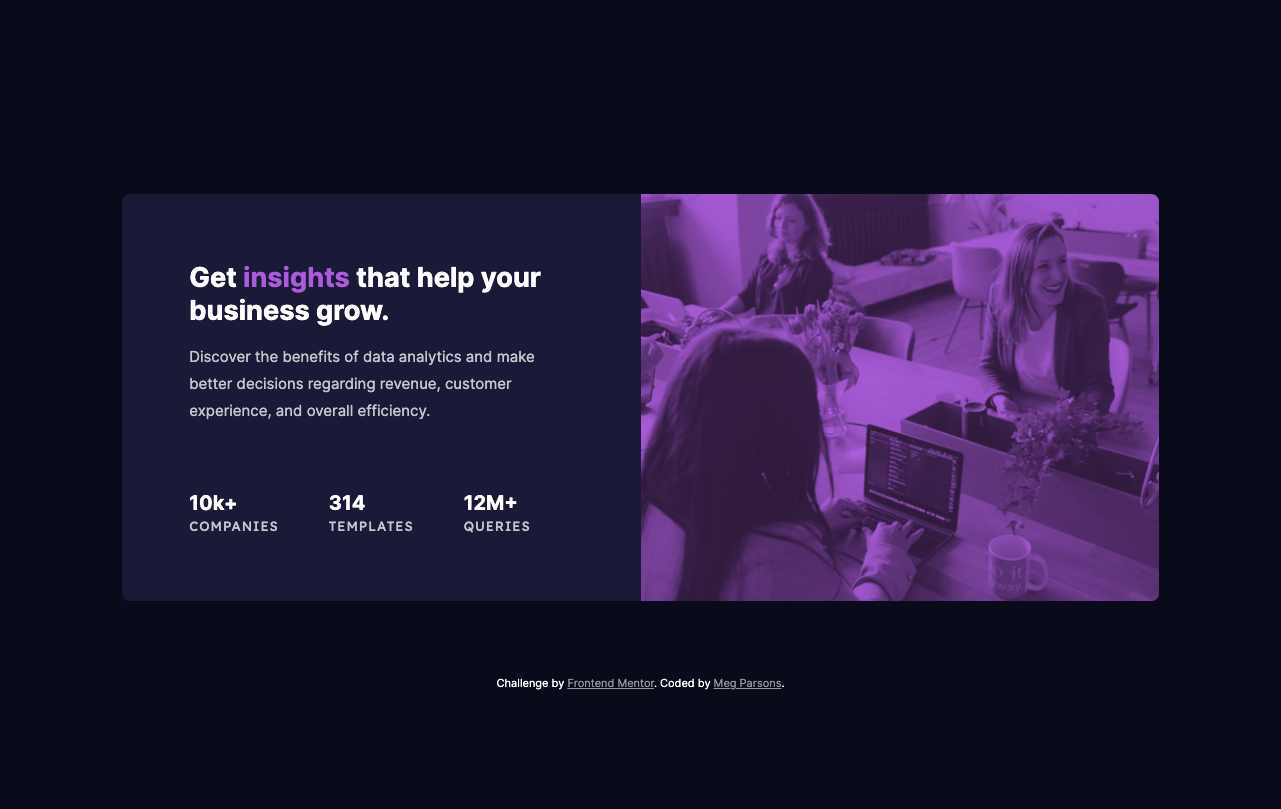 Get insights that help your
business grow.
Discover the benefits of data analytics and make
better decisions regarding revenue, customer
experience, and overall efficiency.
10k+ 314 12M+
COMPANIES TEMPLATES QUERIES
Challenge by Frontend Mentor. Coded by Meg Parsons.